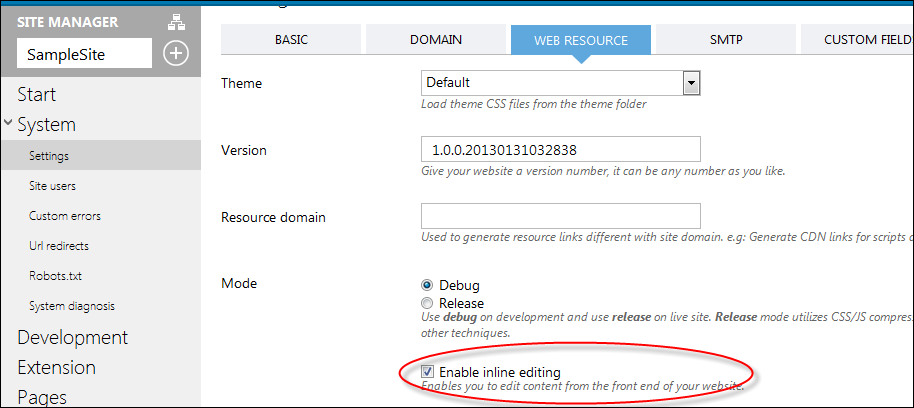 SITE MANAGER
SampleSite
Start
System
Settings
Site users
Custom errors
Url redirects
Robots.txt
System diagnosis
Development
Extension
Pages
BASIC
DOMAIN
WEB RESOURCE
SMTP
CUSTOM FIELDS
Theme
Default
Load theme CSS files from the theme folder
Version
1.0.0.20130131032838
Give your website a version number, it can be any number as you like.
Resource domain
Used to generate resource links different with site domain. e.g: Generate CDN links for scripts
Mode
Debug
Release
Use debug on development and use release on live site. Release mode utilizes CSS/JS compres
other techniques.
Enable inline editing
Enables you to edit content from the front end of your website.